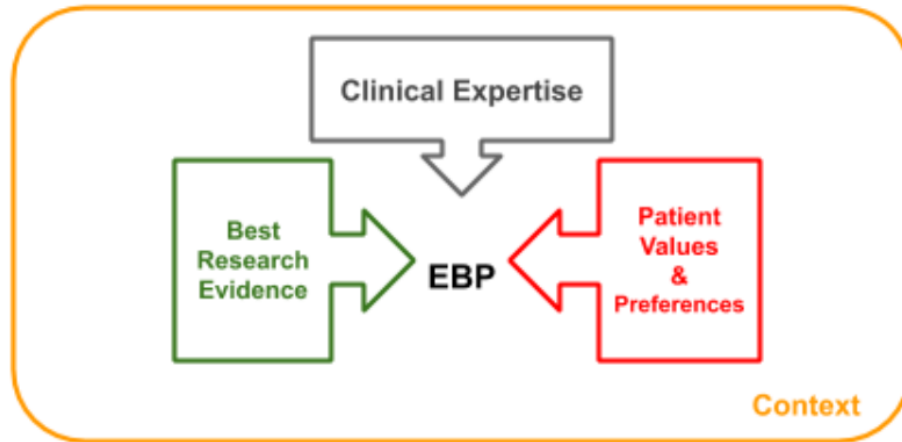 Clinical Expertise
Best
Research
Evidence
EBP
Patient
Values
&
Preferences
Context